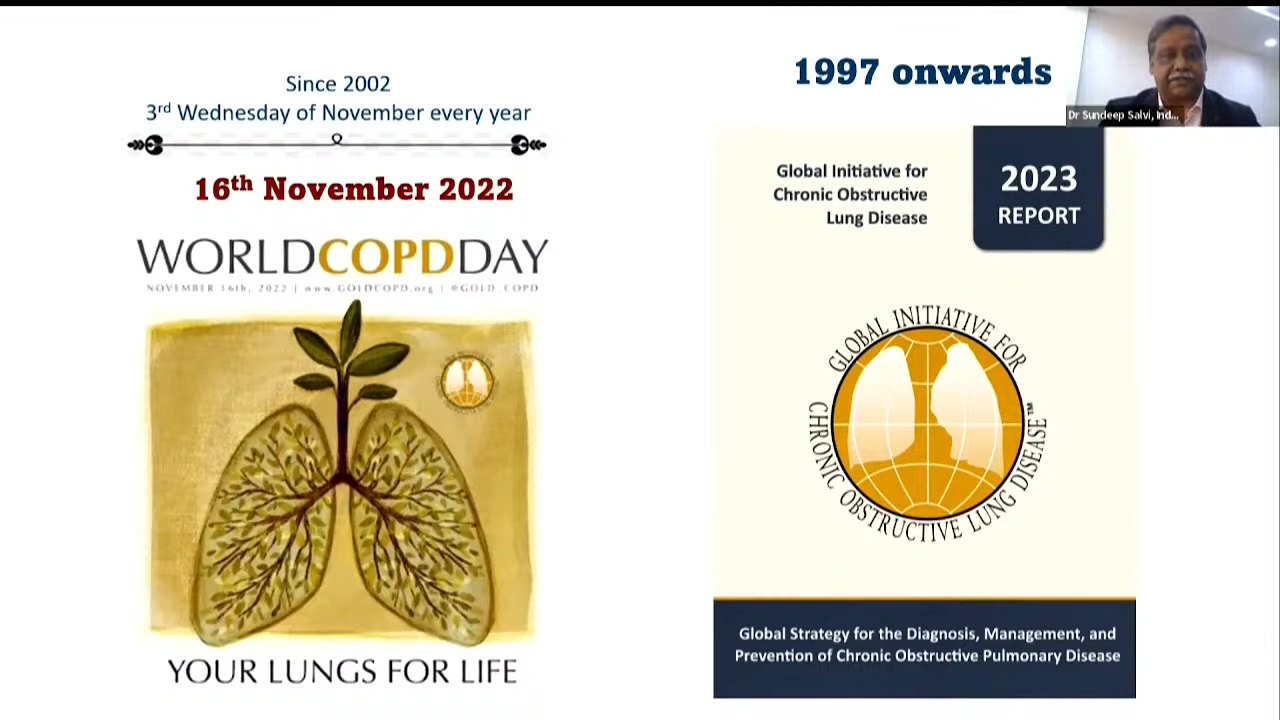 Since 2002
3rd Wednesday of November every year
16th November 2022
WORLDCOPDDAY
NOVEMBER 16th, 2022 | www.GOLDCOPD.org | @GOLD_COPD
YOUR LUNGS FOR LIFE
1997 onwards
Dr Sundeep Salvi, Ind...
Global Initiative for
Chronic Obstructive
Lung Disease
2023
REPORT
GLOBAL INITIATIVE FOR
CHRONIC OBSTRUCTIVE LUNG DISEASE™
Global Strategy for the Diagnosis, Management, and
Prevention of Chronic Obstructive Pulmonary Disease